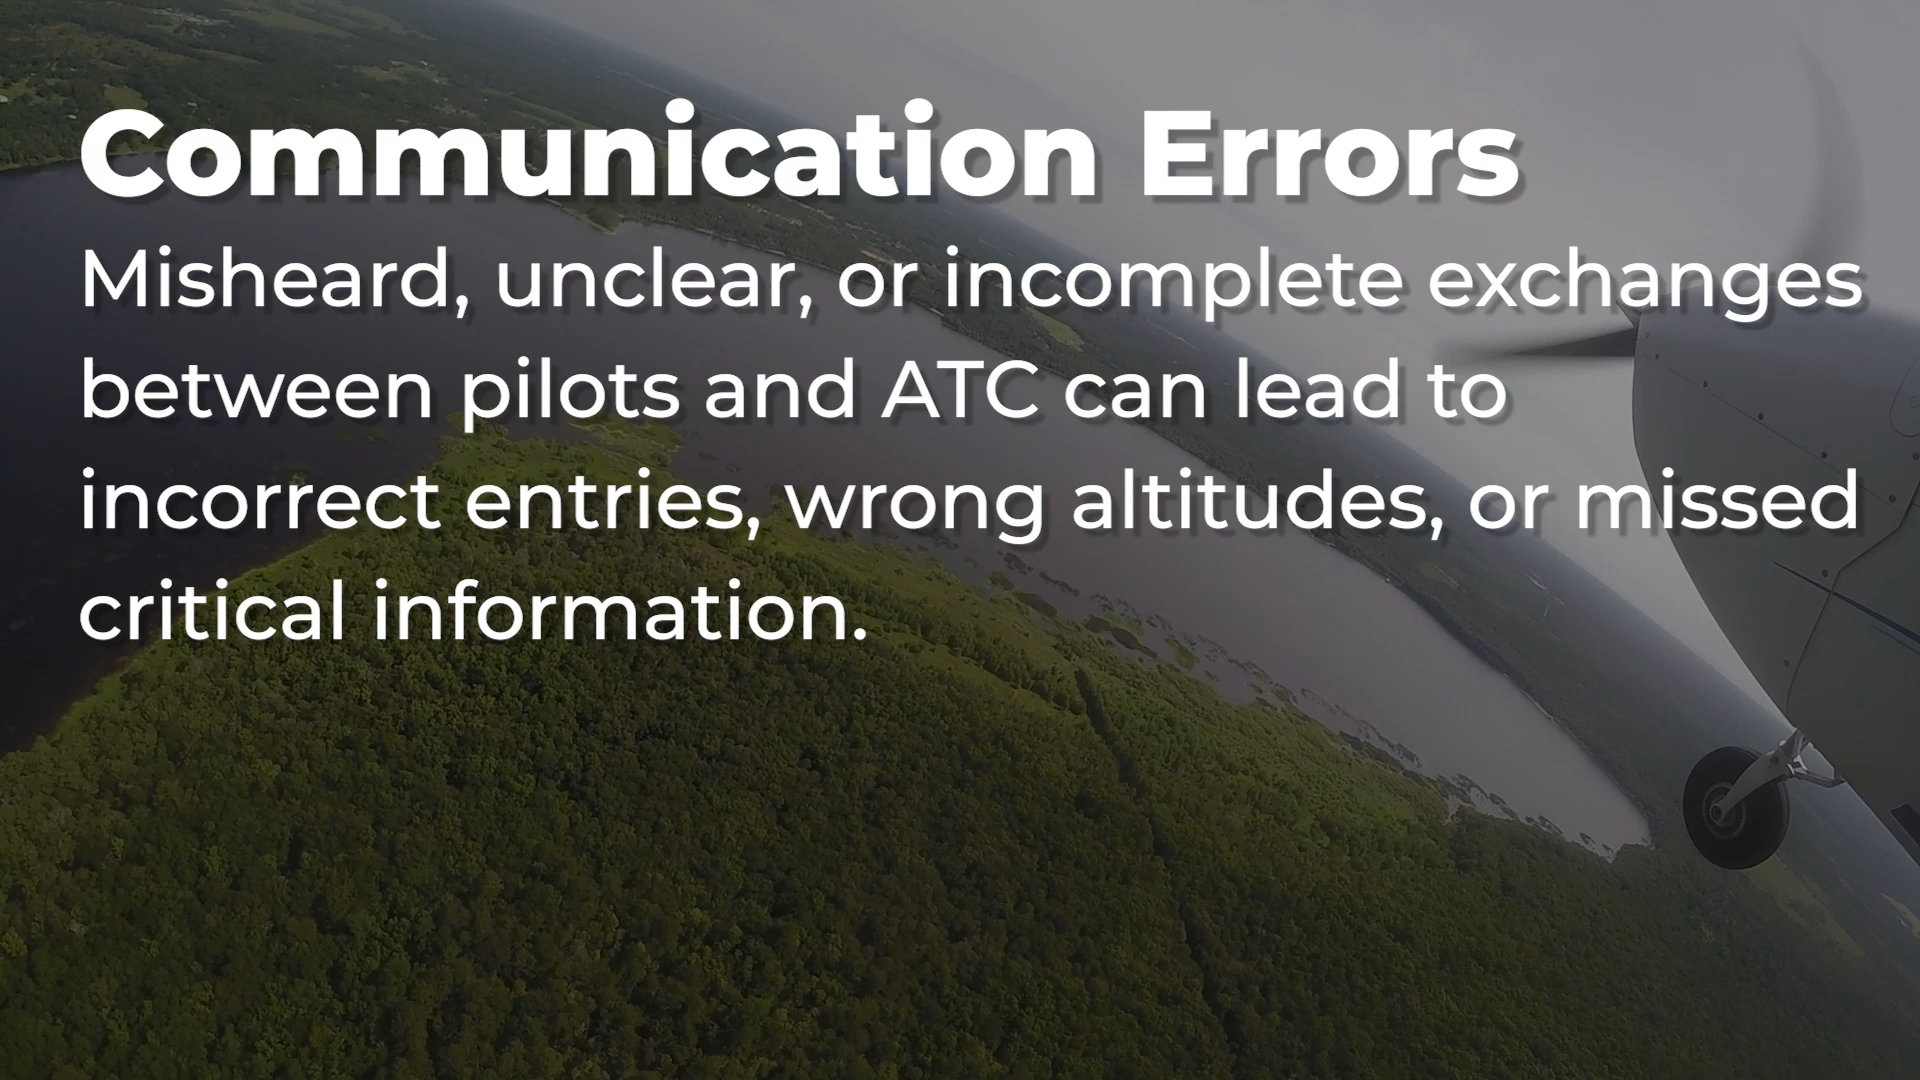 Communication Errors
Misheard, unclear, or incomplete exchanges
between pilots and ATC can lead to
incorrect entries, wrong altitudes, or missed
critical information.